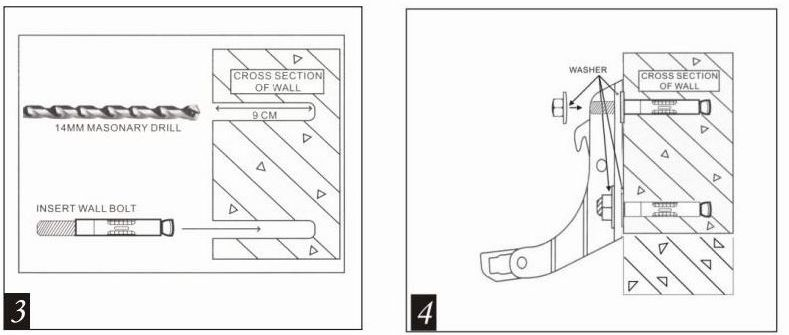 CROSS SECTION
OF WALL
9 CM
14MM MASONARY DRILL
INSERT WALL BOLT
3
WASHER
CROSS SECTION
OF WALL
4